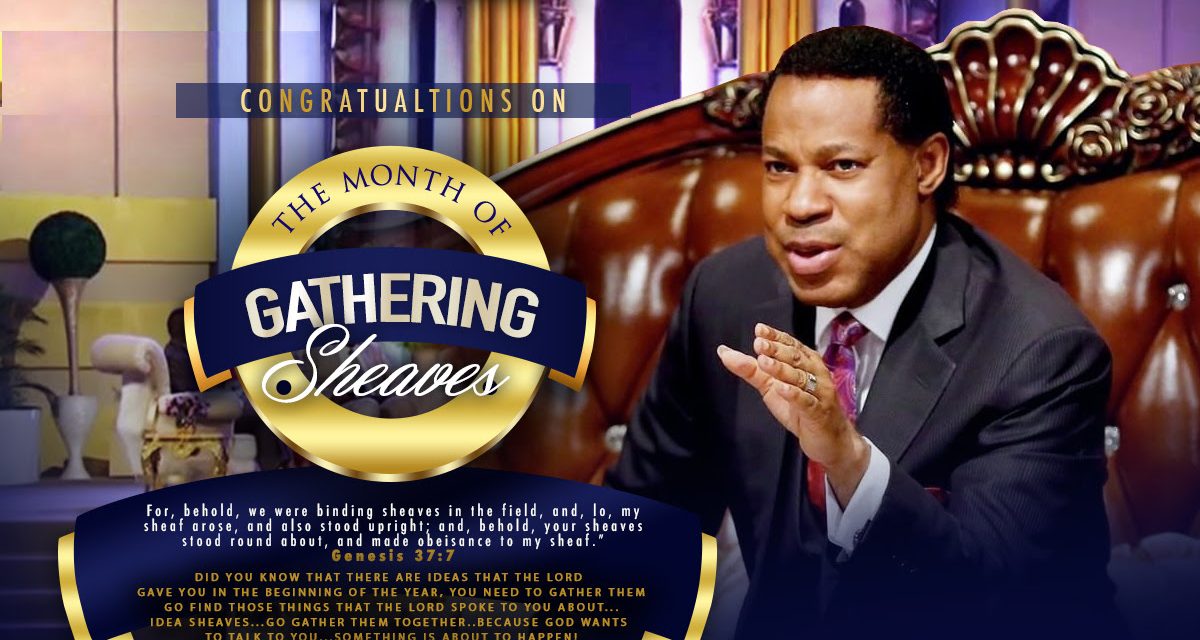 CONGRATUALTIONS ON
THE MONTH OF
GATHERING
Sheaves
For, behold, we were binding sheaves in the field, and, lo, my
sheaf arose, and also stood upright; and, behold, your sheaves
stood round about, and made obeisance to my sheaf.”
Genesis 37:7
DID YOU KNOW THAT THERE ARE IDEAS THAT THE LORD
GAVE YOU IN THE BEGINNING OF THE YEAR, YOU NEED TO GATHER THEM
GO FIND THOSE THINGS THAT THE LORD SPOKE TO YOU ABOUT...
IDEA SHEAVES...GO GATHER THEM TOGETHER..BECAUSE GOD WANTS
TO TALK TO YOU...SOMETHING IS ABOUT TO HAPPEN!